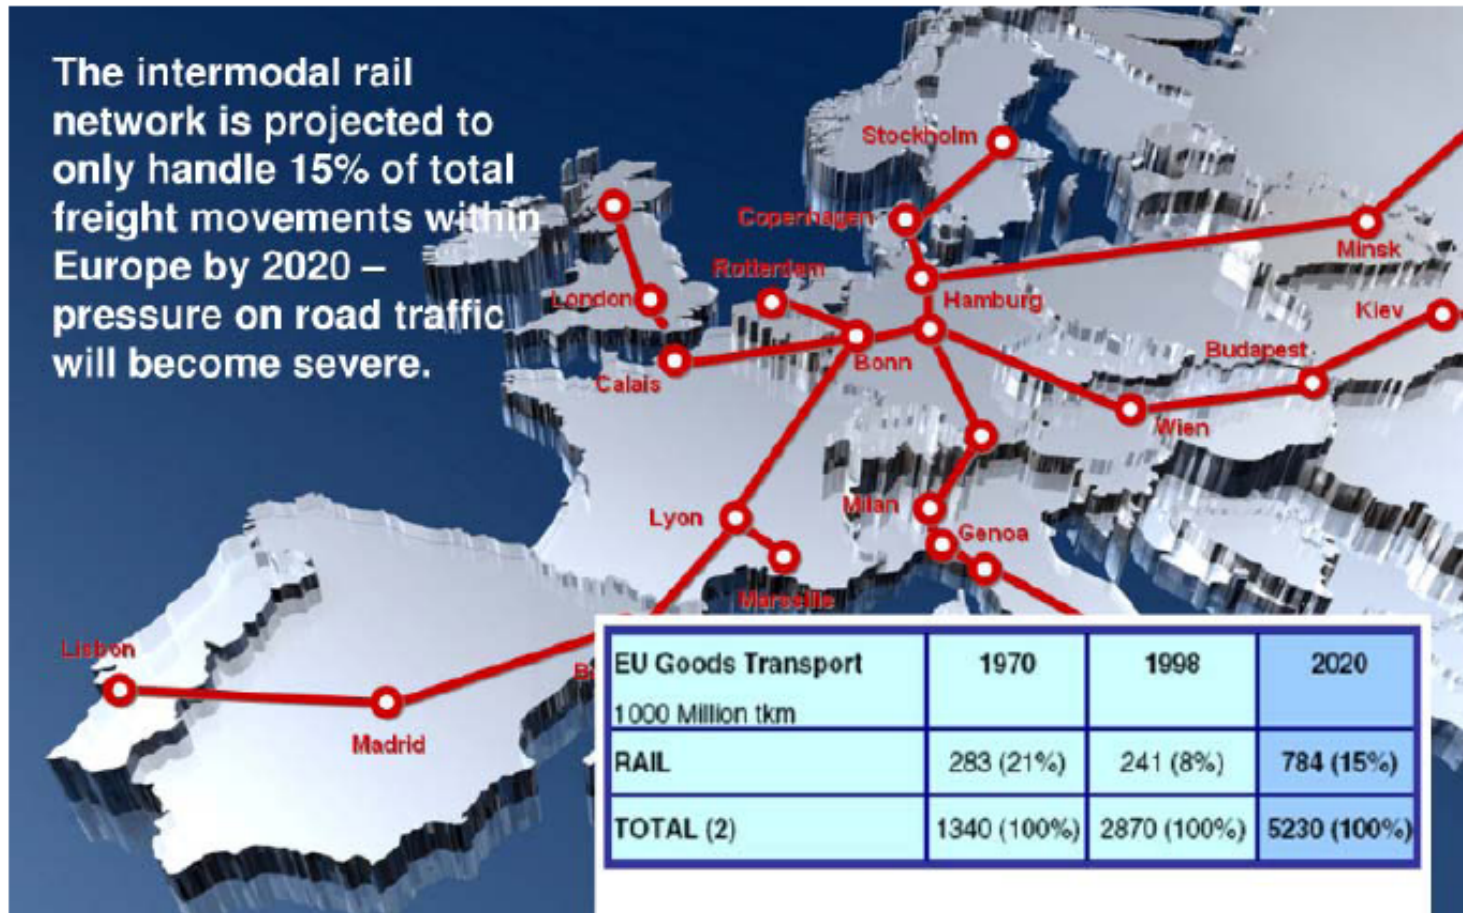 The intermodal rail
network is projected to
only handle 15% of total
freight movements within
Europe by 2020 –
pressure on road traffic
will become severe.
Stockholm
Copenhagen
Minsk
Rotterdam
London
Hamburg
Kiev
Budapest
Bonn
Calais
Wien
Milan
Lyon
Genoa
Marseille
Lisbon
Madrid
EU Goods Transport 1970 1998 2020
1000 Million tkm
RAIL 283 (21%) 241 (8%) 784 (15%)
TOTAL (2) 1340 (100%) 2870 (100%) 5230 (100%)